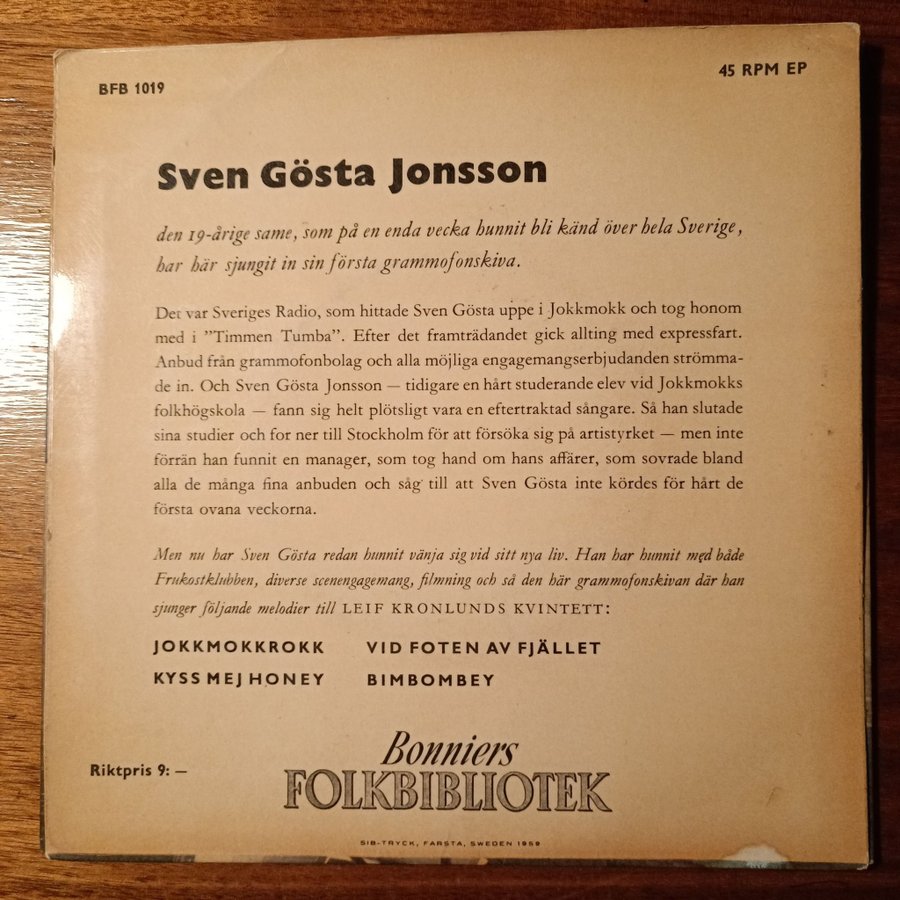 BFB 1019
45 RPM EP
Sven Gösta Jonsson
den 19-årige same, som på en enda vecka hunnit bli känd över hela Sverige,
har här sjungit in sin första grammofonskiva.
Det var Sveriges Radio, som hittade Sven Gösta uppe i Jokkmokk och tog honom
med i ”Timmen Tumba”. Efter det framträdandet gick allting med expressfart.
Anbud från grammofonbolag och alla möjliga engagemangserbjudanden strömma-
de in. Och Sven Gösta Jonsson — tidigare en hårt studerande elev vid Jokkmokks
folkhögskola — fann sig helt plötsligt vara en eftertraktad sångare. Så han slutade
sina studier och for ner till Stockholm för att försöka sig på artistyrket — men inte
förrän han funnit en manager, som tog hand om hans affärer, som sovrade bland
alla de många fina anbuden och såg till att Sven Gösta inte kördes för hårt de
första ovana veckorna.
Men nu har Sven Gösta redan hunnit vänja sig vid sitt nya liv. Han har hunnit med både
Frukostklubben, diverse scenengagemang, filmning och så den här grammofonskivan där han
sjunger följande melodier till LEIF KRONLUNDS KVINTETT:
JOKKMOKKROKK VID FOTEN AV FJÄLLET
KYSS MEJ HONEY BIMBOMBEY
Riktpris 9: —
Bonniers
FOLKBIBLIOTEK
SIB-TRYCK, FARSTA, SWEDEN 1959